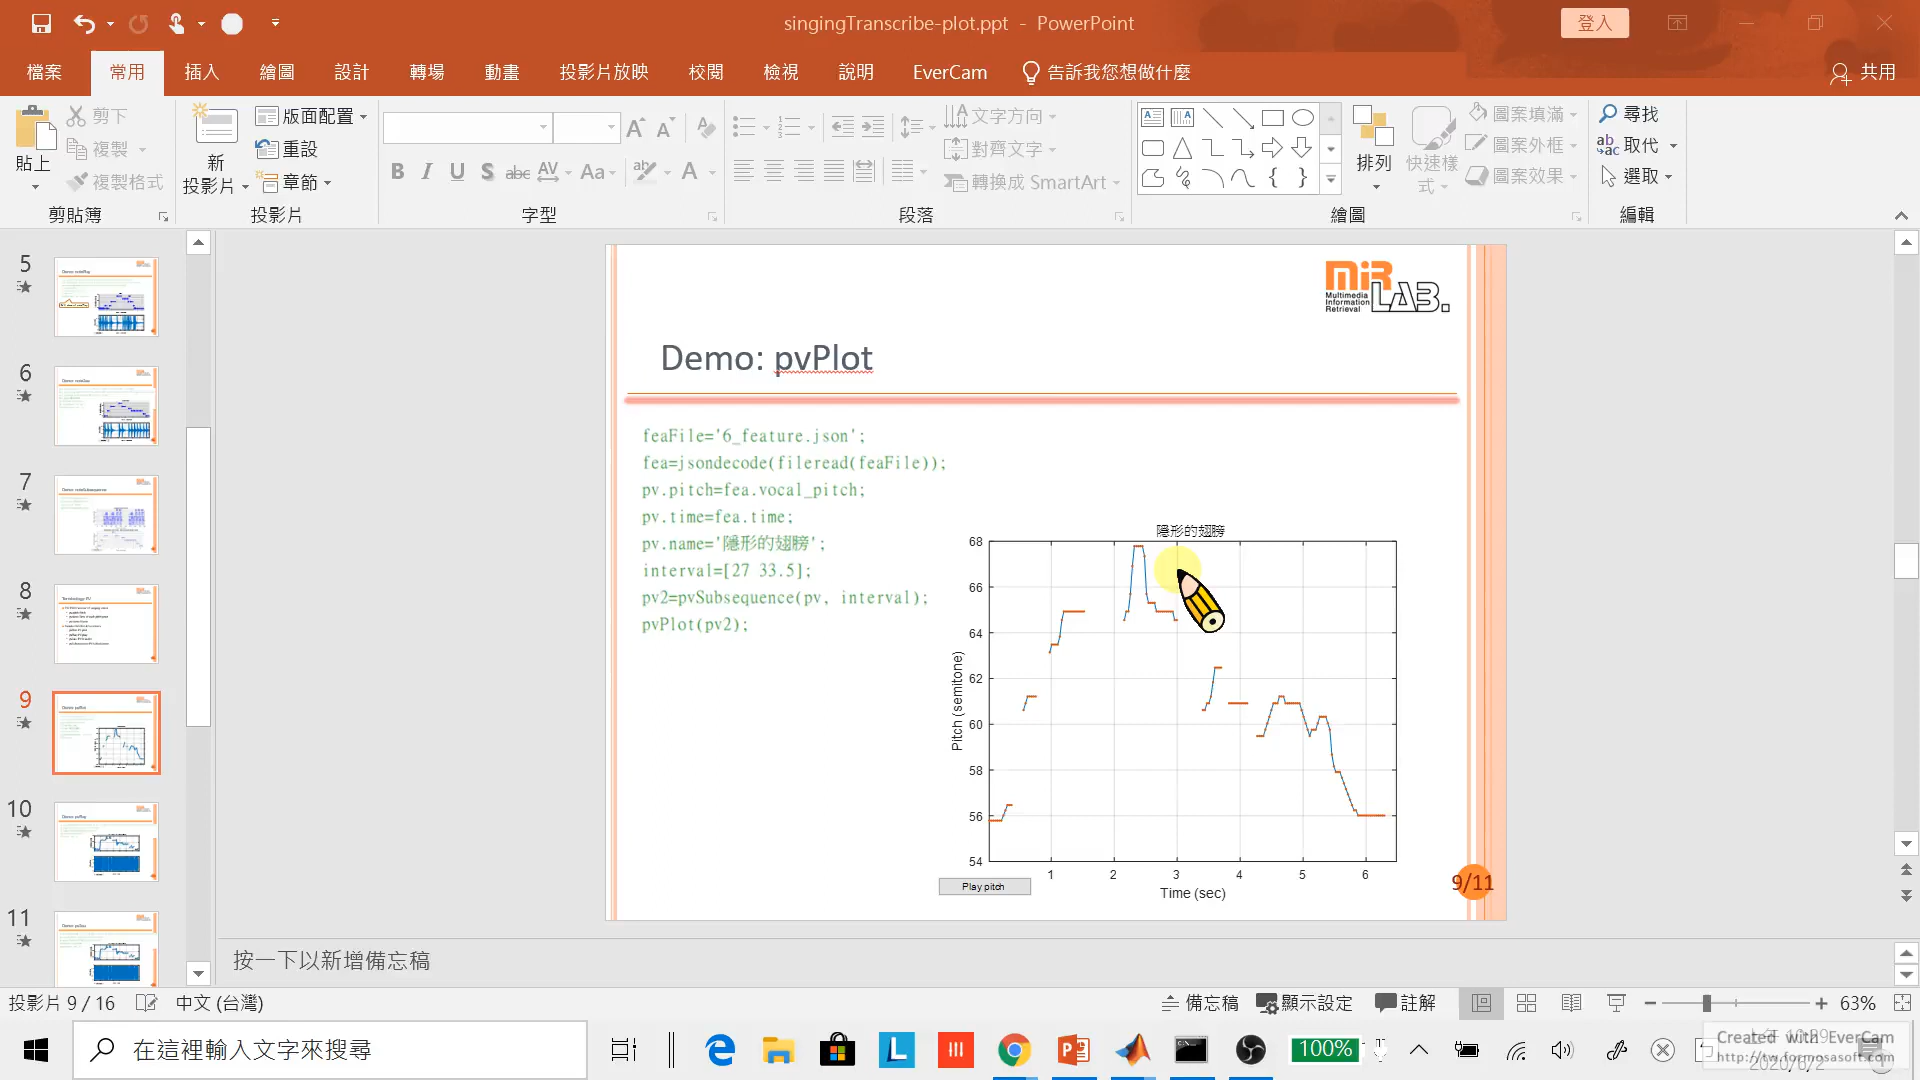 singingTranscribe-plot.ppt - PowerPoint
登入
檔案 常用 插入 繪圖 設計 轉場 動畫 投影片放映 校閱 檢視 說明 EverCam 告訴我您想做什麼 共用
貼上
剪下
複製
複製格式
剪貼簿
新
投影片
版面配置
重設
章節
投影片
字型
文字方向
對齊文字
轉換成 SmartArt
段落
排列
快速樣
式
圖案填滿
圖案外框
圖案效果
繪圖
尋找
取代
選取
編輯
5
6
7
8
9
10
11
MiR
Multimedia
Information
Retrieval
LAB.
Demo: pvPlot
feaFile='6_feature.json';
fea=jsondecode(fileread(feaFile));
pv.pitch=fea.vocal_pitch;
pv.time=fea.time;
pv.name='隱形的翅膀';
interval=[27 33.5];
pv2=pvSubsequence(pv, interval);
pvPlot(pv2);
隱形的翅膀
68
66
64
62
60
58
56
54
Pitch (semitone)
1 2 3 4 5 6
Time (sec)
Play pitch
9/11
按一下以新增備忘稿
投影片 9 / 16 中文 (台灣) 備忘稿 顯示設定 註解 63%
在這裡輸入文字來搜尋
100%
Created with EverCam
http://tw.formosasoft.com
2020/6/2